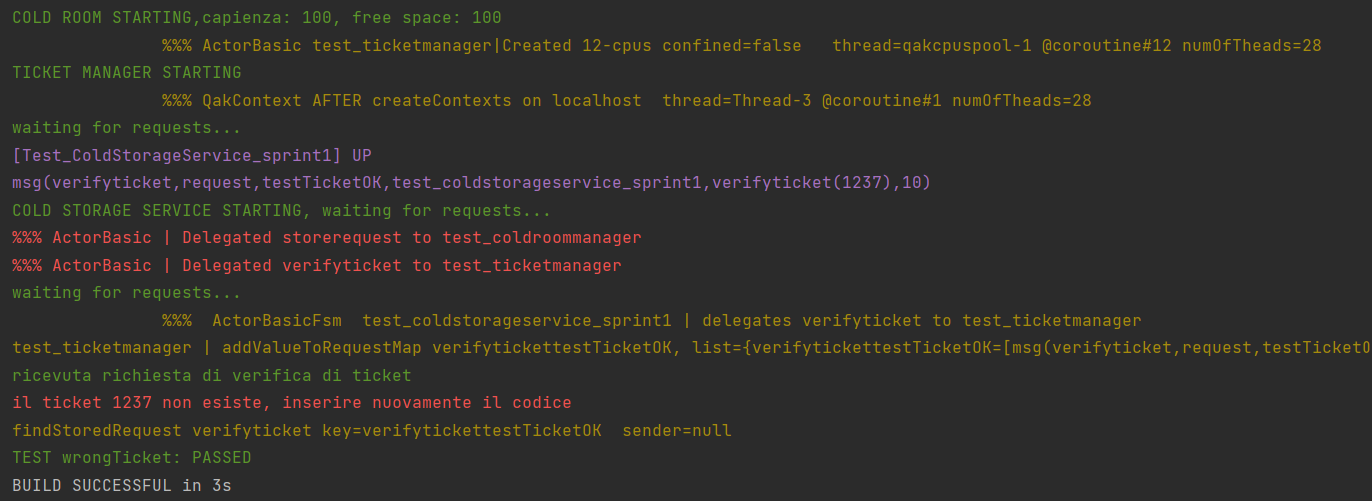 COLD ROOM STARTING,capienza: 100, free space: 100
%%% ActorBasic test_ticketmanager|Created 12-cpus confined=false thread=qakcpuspool-1 @coroutine#12 numOfTheads=28
TICKET MANAGER STARTING
%%% QakContext AFTER createContexts on localhost thread=Thread-3 @coroutine#1 numOfTheads=28
waiting for requests...
[Test_ColdStorageService_sprint1] UP
msg(verifyticket,request,testTicketOK,test_coldstorageservice_sprint1,verifyticket(1237),10)
COLD STORAGE SERVICE STARTING, waiting for requests...
%%% ActorBasic | Delegated storerequest to test_coldroommanager
%%% ActorBasic | Delegated verifyticket to test_ticketmanager
waiting for requests...
%%% ActorBasicFsm test_coldstorageservice_sprint1 | delegates verifyticket to test_ticketmanager
test_ticketmanager | addValueToRequestMap verifytickettestTicketOK, list={verifytickettestTicketOK=[msg(verifyticket,request,testTicketO
ricevuta richiesta di verifica di ticket
il ticket 1237 non esiste, inserire nuovamente il codice
findStoredRequest verifyticket key=verifytickettestTicketOK sender=null
TEST wrongTicket: PASSED
BUILD SUCCESSFUL in 3s